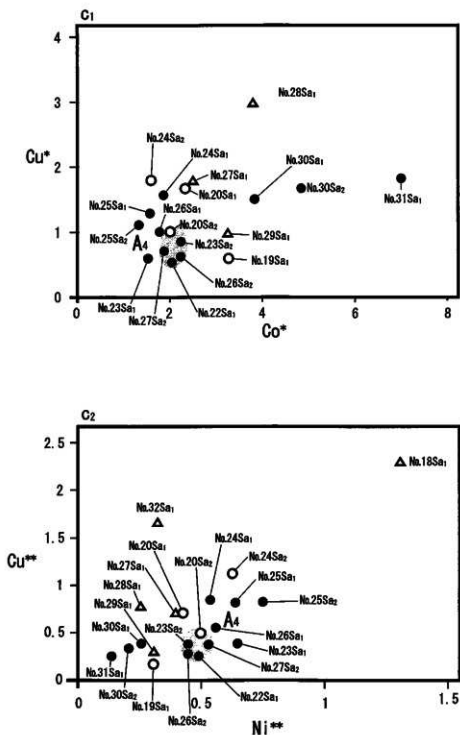 C1
4
No.28Sa1
3
No.24Sa2
Cu*
No.24Sa1
No.27Sa1
No.30Sa1
2
No.20Sa1
No.30Sa2
No.25Sa1
No.26Sa1
No.31Sa1
No.20Sa2
1
No.25Sa2
A4
No.23Sa2
No.29Sa1
No.19Sa1
0
No.23Sa1
No.26Sa2
No.27Sa2
No.22Sa1
0 2 4 6 8
Co*
C2
2.5
No.18Sa1
2
No.32Sa1
1.5
No.20Sa1
No.24Sa1
No.20Sa2
No.24Sa2
Cu**
No.27Sa1
No.25Sa1
1
No.28Sa1
A4
No.25Sa2
No.29Sa1
No.26Sa1
0.5
No.30Sa1
No.23Sa2
No.23Sa1
No.27Sa2
0
No.31Sa1
No.22Sa1
No.30Sa2
No.19Sa1
No.26Sa2
0 0.5 1 1.5
Ni**